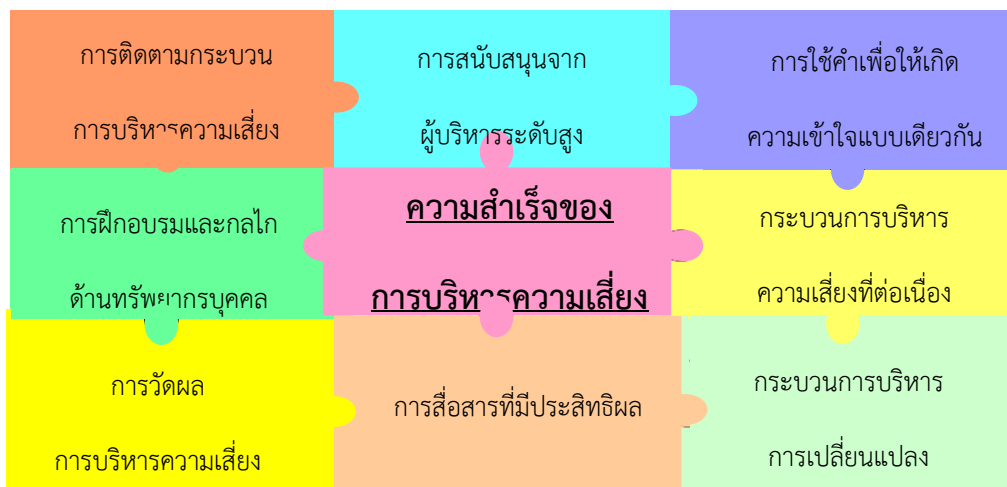 การติดตามกระบวน
การบริหารความเสี่ยง
การสนับสนุนจาก
ผู้บริหารระดับสูง
การใช้คำเพื่อให้เกิด
ความเข้าใจแบบเดียวกัน
การฝึกอบรมและกลไก
ด้านทรัพยากรบุคคล
ความสำเร็จของ
การบริหารความเสี่ยง
กระบวนการบริหาร
ความเสี่ยงที่ต่อเนื่อง
การวัดผล
การบริหารความเสี่ยง
การสื่อสารที่มีประสิทธิผล
กระบวนการบริหาร
การเปลี่ยนแปลง